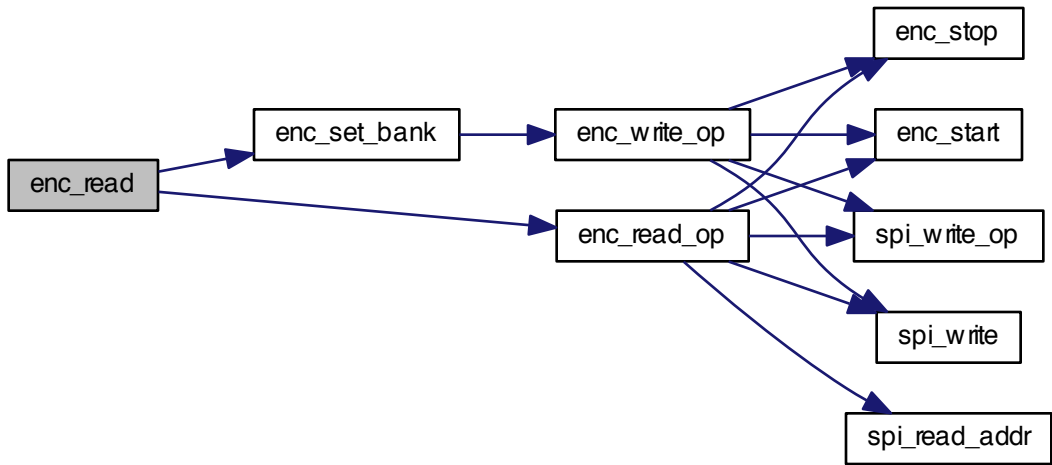 enc_read
enc_set_bank
enc_write_op
enc_read_op
enc_stop
enc_start
spi_write_op
spi_write
spi_read_addr